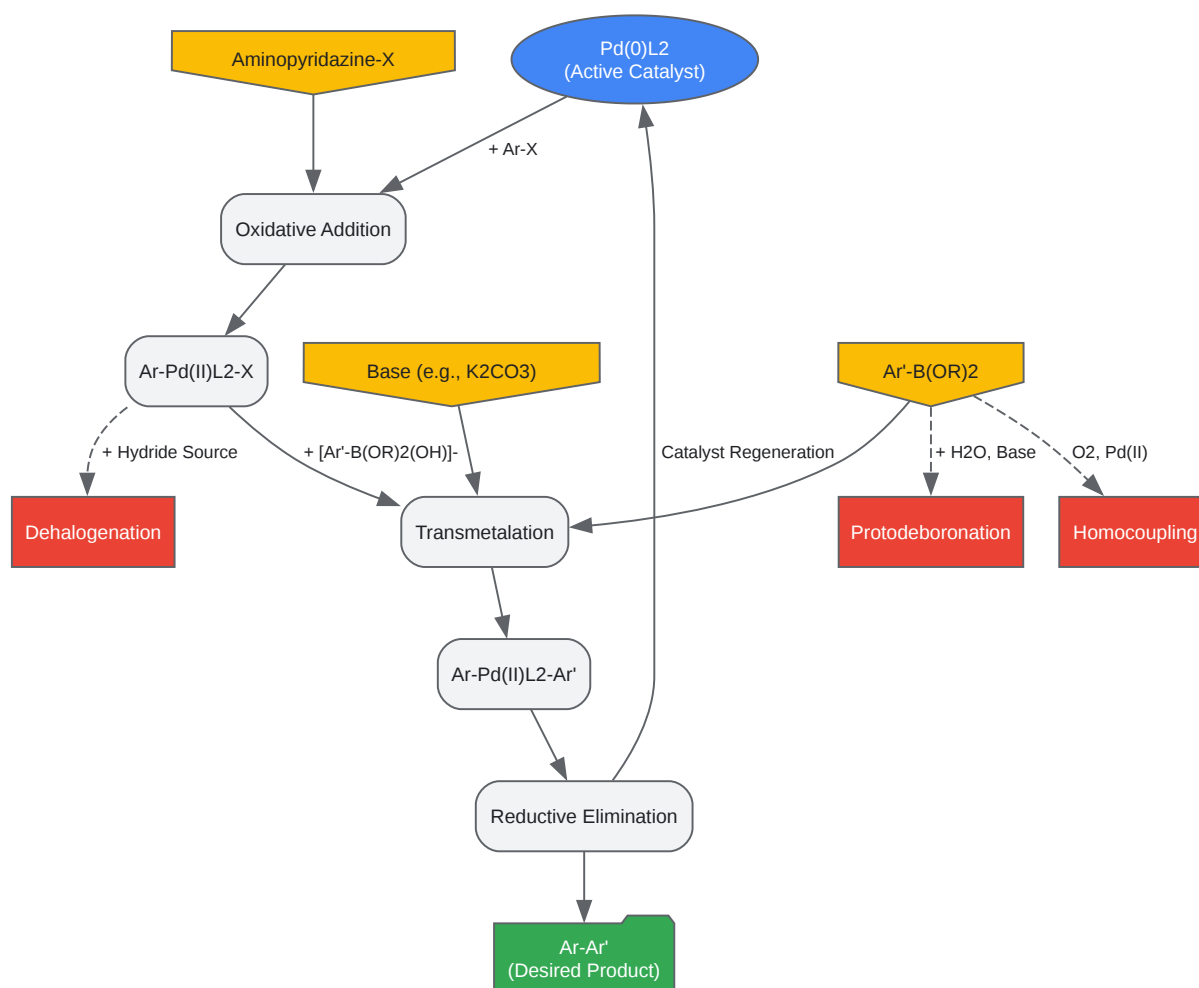 Aminopyridazine-X
Pd(0)L2
(Active Catalyst)
+ Ar-X
Oxidative Addition
Ar-Pd(II)L2-X
Base (e.g., K2CO3)
Ar'-B(OR)2
+ Hydride Source
+ [Ar'-B(OR)2(OH)]-
Catalyst Regeneration
+ H2O, Base
O2, Pd(II)
Dehalogenation
Transmetalation
Protodeboronation
Homocoupling
Ar-Pd(II)L2-Ar'
Reductive Elimination
Ar-Ar'
(Desired Product)